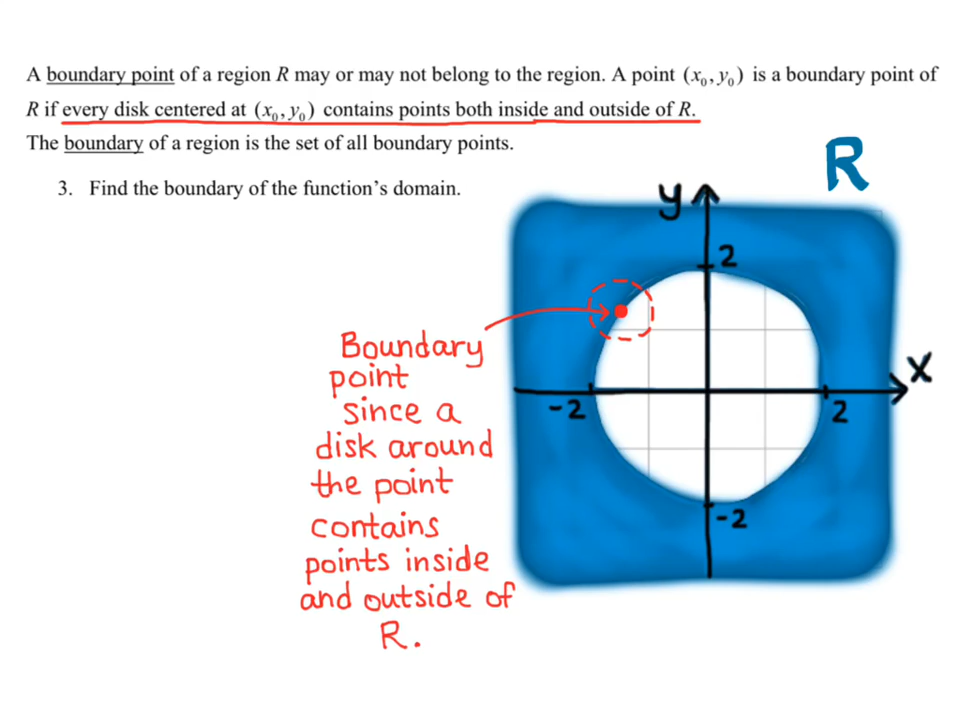 A boundary point of a region R may or may not belong to the region. A point (x₀, y₀) is a boundary point of
R if every disk centered at (x₀, y₀) contains points both inside and outside of R.
The boundary of a region is the set of all boundary points.
3. Find the boundary of the function's domain.
R
y
2
x
-2
2
-2
Boundary
point
since a
disk around
the point
contains
points inside
and outside of
R.